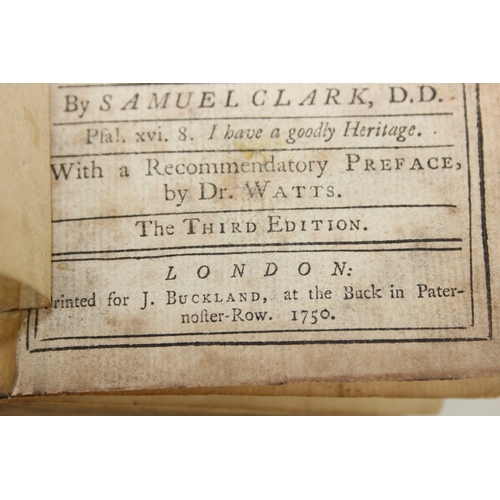 By SAMUEL CLARK, D.D.
Pſal. xvi. 8. I have a goodly Heritage.
With a Recommendatory PREFACE,
by Dr. WATTS.
The THIRD EDITION.
LONDON:
Printed for J. BUCKLAND, at the Buck in Pater-
noſter-Row. 1750.